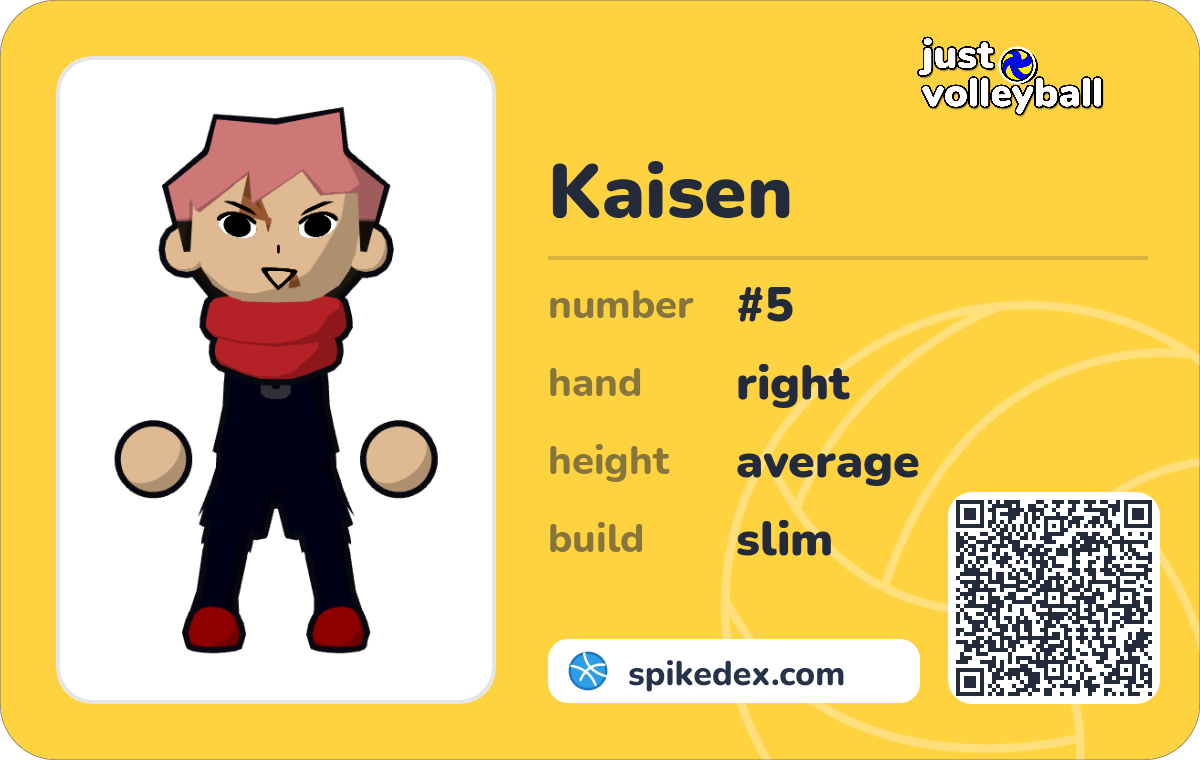 just
volleyball
Kaisen
number #5
hand right
height average
build slim
spikedex.com